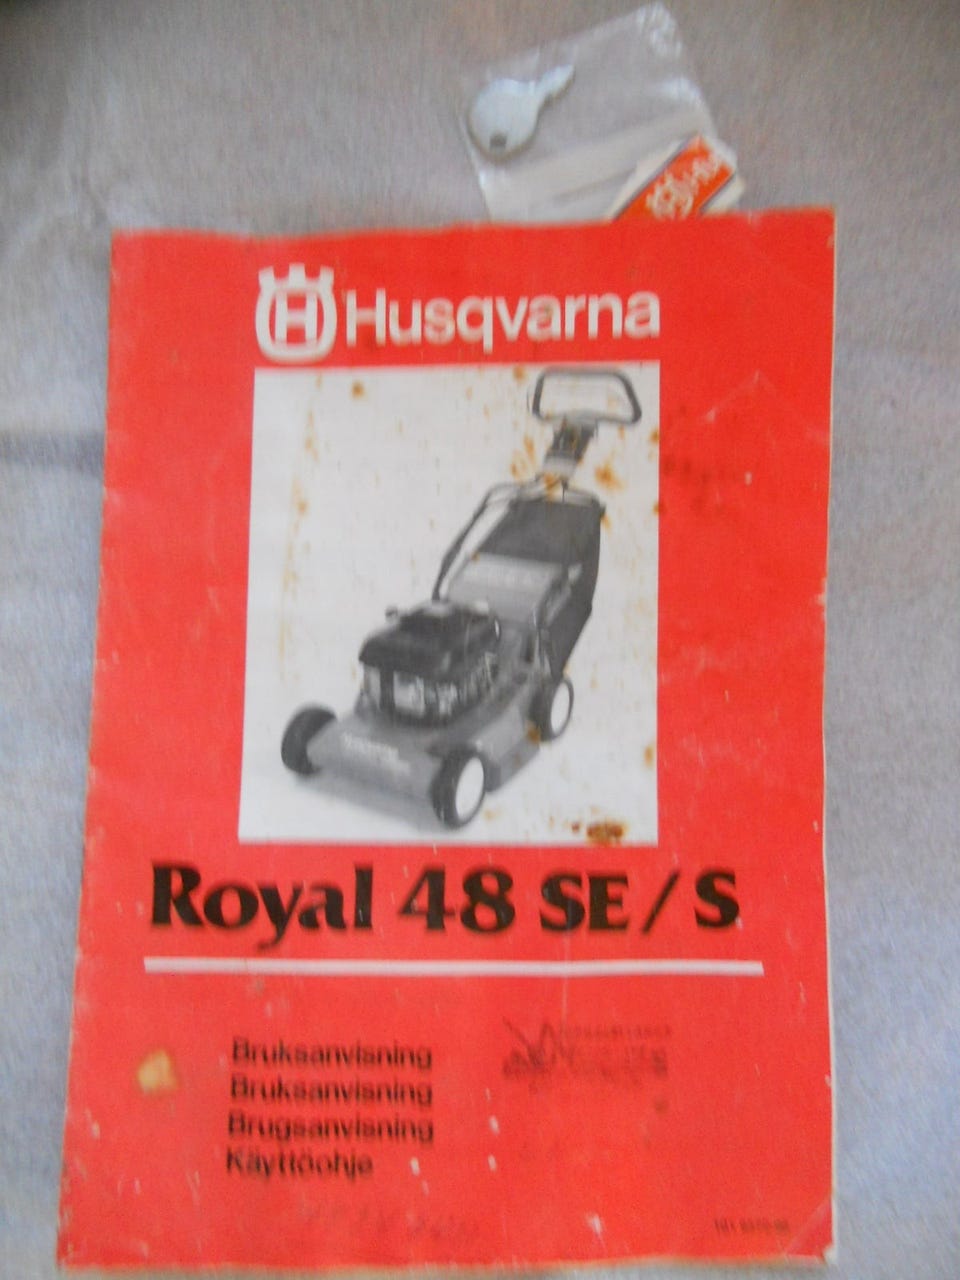 Husqvarna
Royal 48 SE/S
Bruksanvisning
Bruksanvisning
Brugsanvisning
Käyttöohje